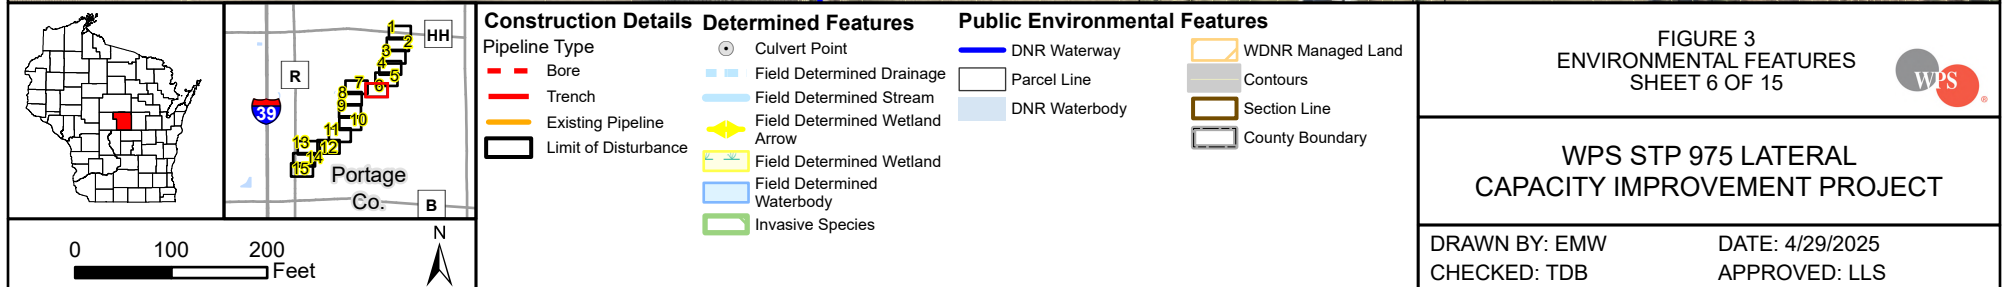 1
HH
2
3
4
5
R
7
6
8
39
9
10
11
13
12
14
15
Portage
Co.
B
0 100 200
Feet
N
Construction Details
Pipeline Type
Bore
Trench
Existing Pipeline
Limit of Disturbance
Determined Features
Culvert Point
Field Determined Drainage
Field Determined Stream
Field Determined Wetland
Arrow
Field Determined Wetland
Field Determined
Waterbody
Invasive Species
Public Environmental Features
DNR Waterway
Parcel Line
DNR Waterbody
WDNR Managed Land
Contours
Section Line
County Boundary
FIGURE 3
ENVIRONMENTAL FEATURES
SHEET 6 OF 15
WPS
®
WPS STP 975 LATERAL
CAPACITY IMPROVEMENT PROJECT
DRAWN BY: EMW DATE: 4/29/2025
CHECKED: TDB APPROVED: LLS